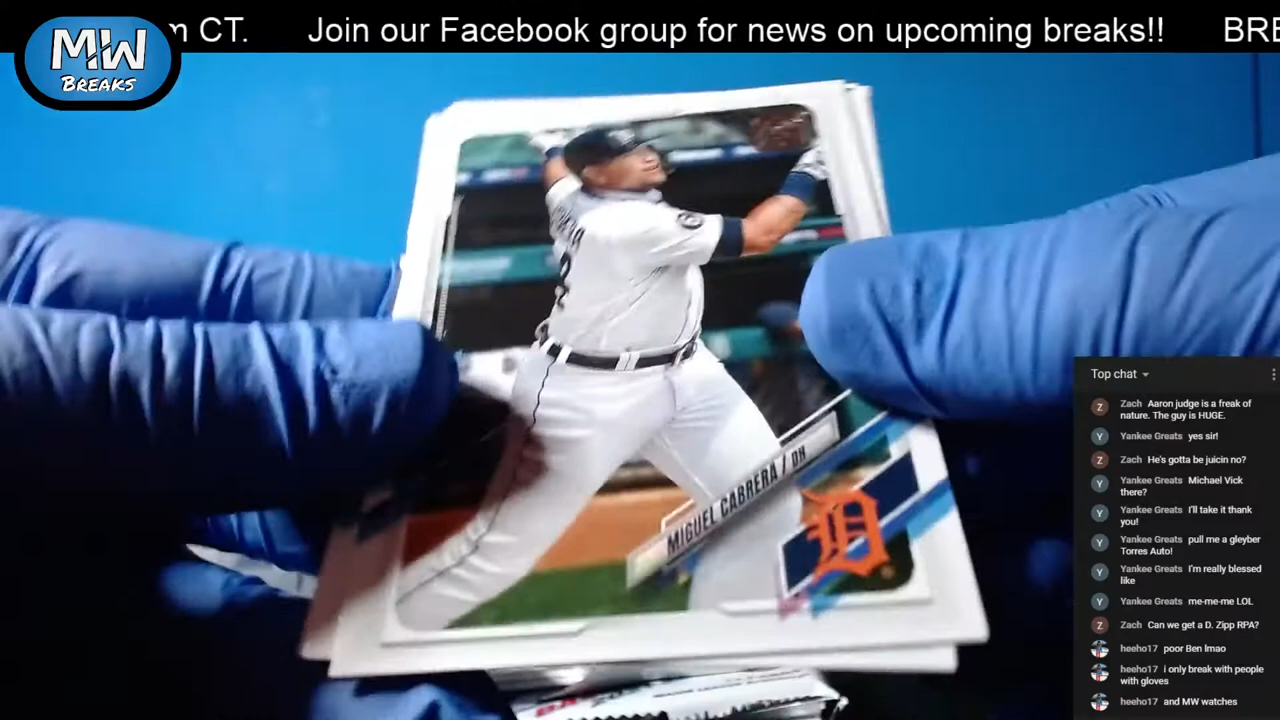 m CT. Join our Facebook group for news on upcoming breaks!! BRE
MW
BREAKS
MIGUEL CABRERA / DH
D
Top chat
Z Zach Aaron judge is a freak of
nature. The guy is HUGE.
Y Yankee Greats yes sir!
Z Zach He's gotta be juicin no?
Y Yankee Greats Michael Vick
there?
Y Yankee Greats I'll take it thank
you!
Y Yankee Greats pull me a gleyber
Torres Auto!
Y Yankee Greats I'm really blessed
like
Y Yankee Greats me-me-me LOL
Z Zach Can we get a D. Zipp RPA?
heeho17 poor Ben lmao
heeho17 i only break with people
with gloves
heeho17 and MW watches